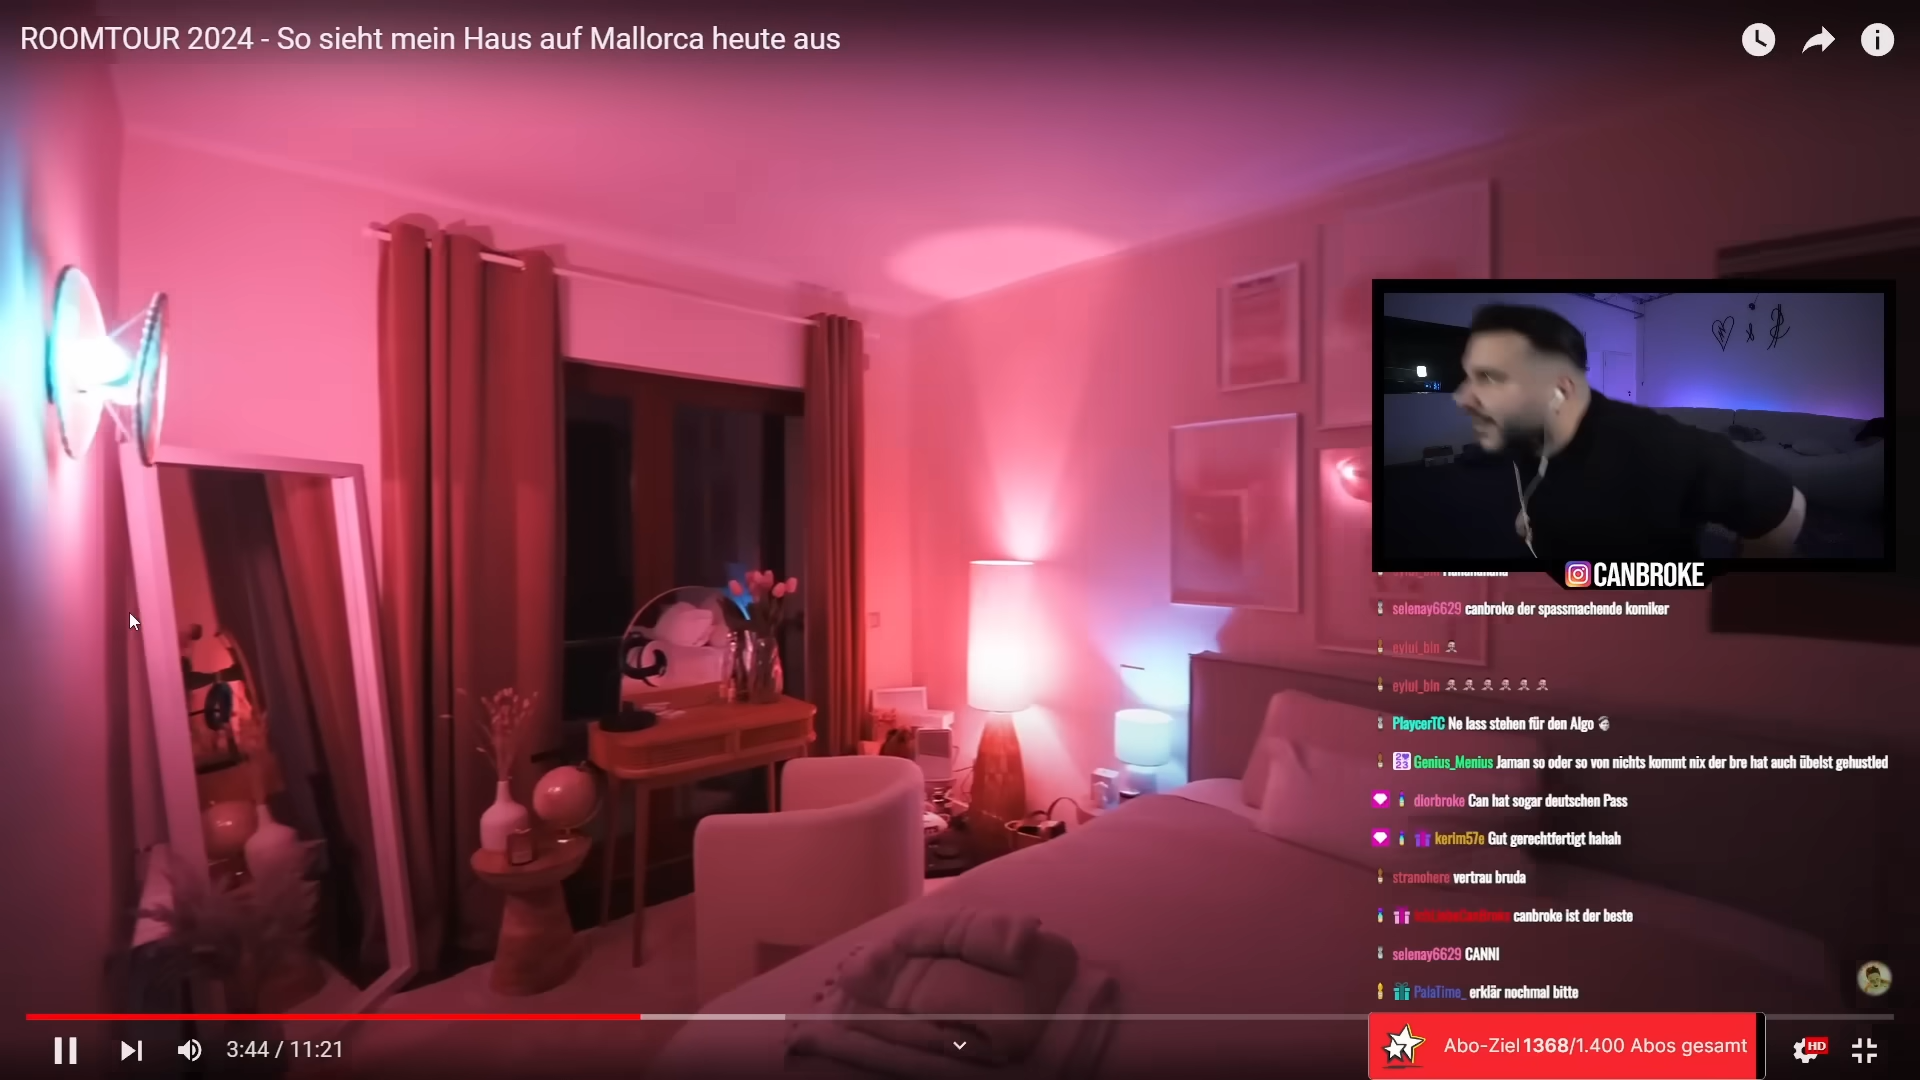 ROOMTOUR 2024 - So sieht mein Haus auf Mallorca heute aus
CANBROKE
selenay6629 canbroke der spassmachende komiker
eylul_bin
eylul_bin
PlaycerTC Ne lass stehen für den Algo
Genius_Menius Jaman so oder so von nichts kommt nix der bre hat auch übelst gehustled
diorbroke Can hat sogar deutschen Pass
kerim57e Gut gerechtfertigt hahah
stranohere vertrau bruda
canbroke ist der beste
selenay6629 CANNI
PalaTime_ erklär nochmal bitte
Abo-Ziel 1368/1.400 Abos gesamt
3:44 / 11:21
HD